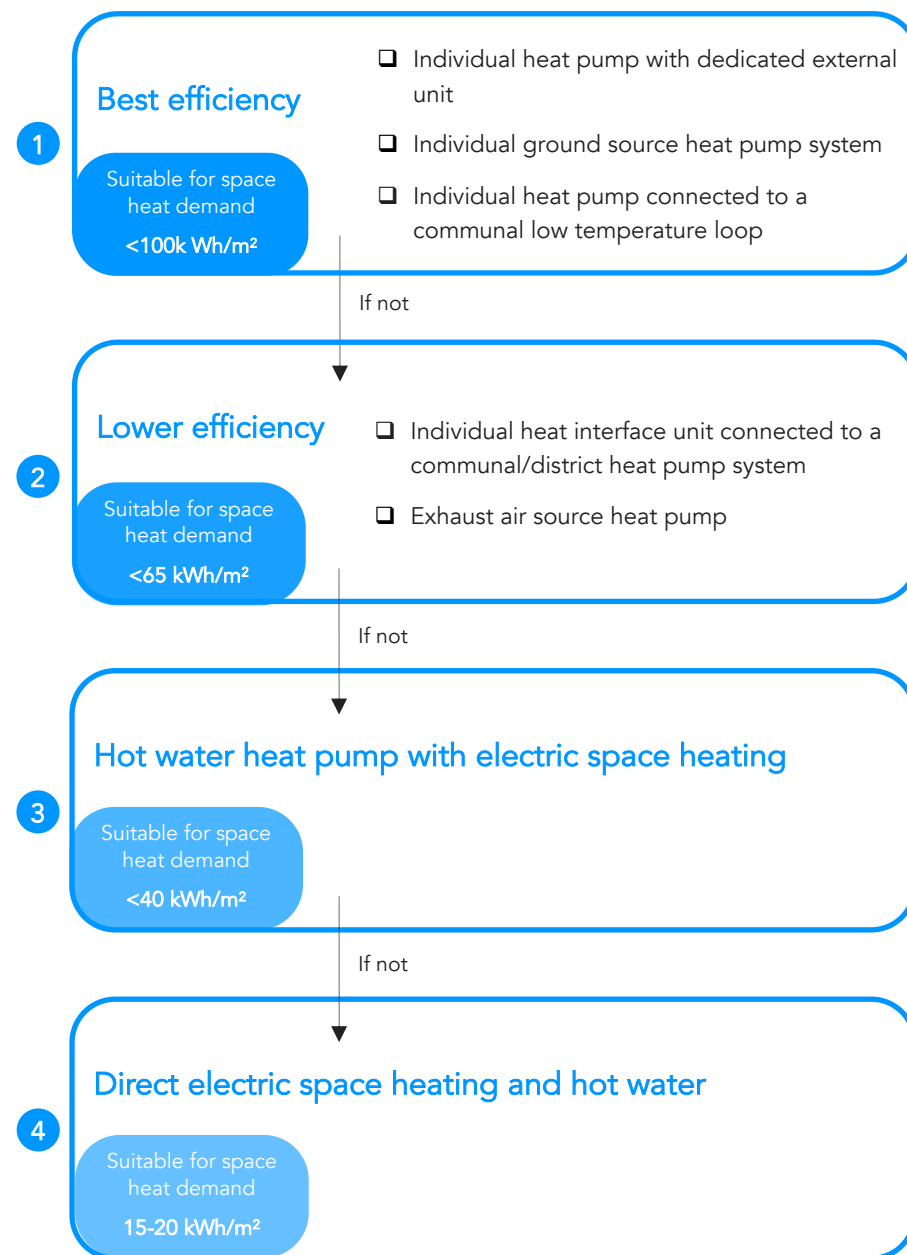 1
Best efficiency
Suitable for space
heat demand
<100k Wh/m²
❑ Individual heat pump with dedicated external
unit
❑ Individual ground source heat pump system
❑ Individual heat pump connected to a
communal low temperature loop
If not
2
Lower efficiency
Suitable for space
heat demand
<65 kWh/m²
❑ Individual heat interface unit connected to a
communal/district heat pump system
❑ Exhaust air source heat pump
If not
3
Hot water heat pump with electric space heating
Suitable for space
heat demand
<40 kWh/m²
If not
4
Direct electric space heating and hot water
Suitable for space
heat demand
15-20 kWh/m²